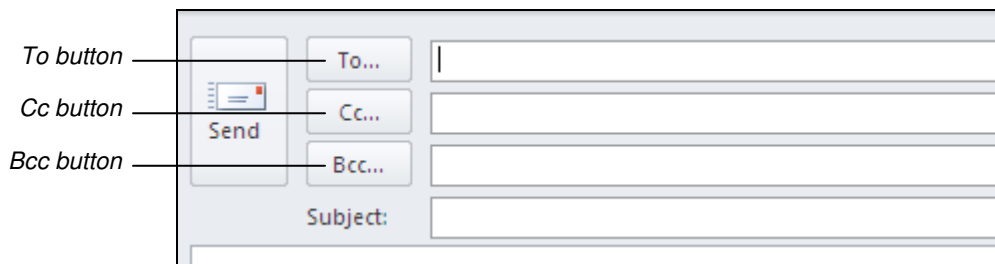 To button
To...
Cc button
Cc...
Send
Bcc button
Bcc...
Subject: